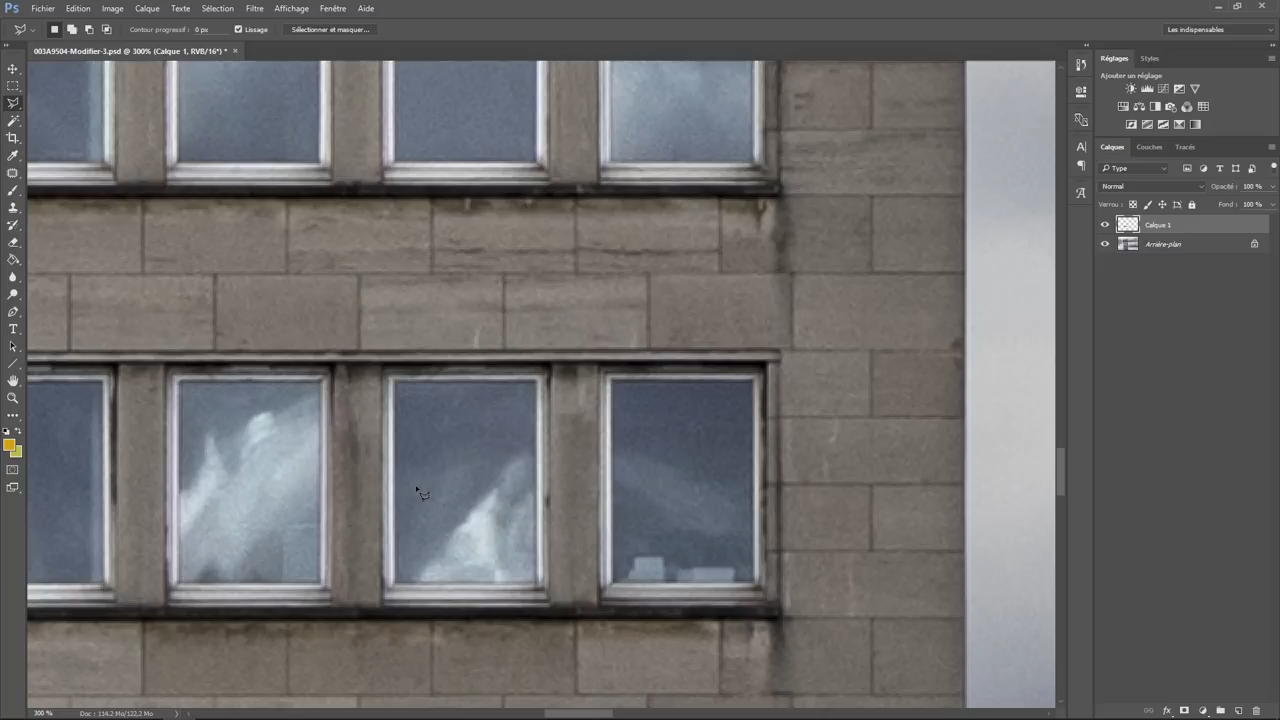 Ps Fichier Edition Image Calque Texte Sélection Filtre Affichage Fenêtre Aide
Contour progressif : 0 px Lissage Sélectionner et masquer... Les indispensables
003A9504-Modifier-3.psd @ 300% (Calque 1, RVB/16*) * ×
Réglages Styles
Ajouter un réglage
Calques Couches Tracés
Type
Normal Opacité : 100 %
Verrou : Fond : 100 %
Calque 1
Arrière-plan
300 % Doc : 114.2 Mo/122,2 Mo